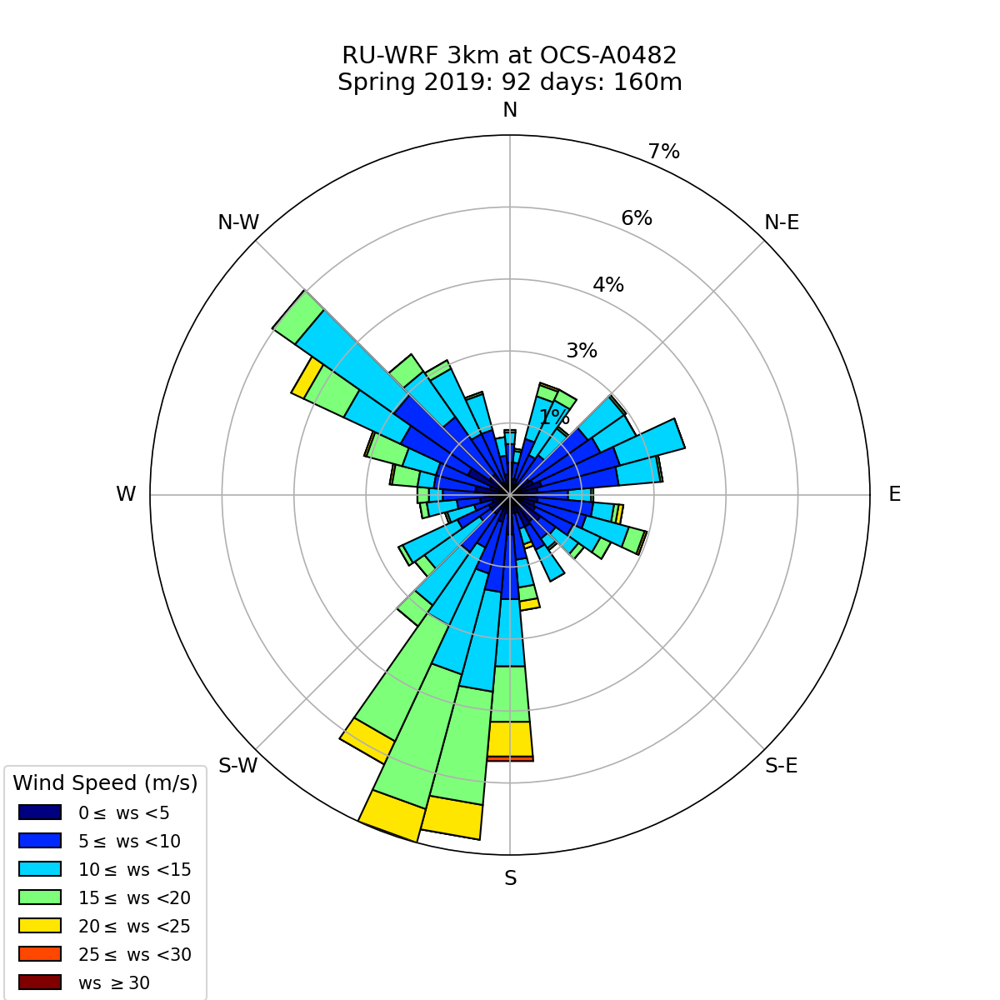 RU-WRF 3km at OCS-A0482
Spring 2019: 92 days: 160m
N
7%
N-W
6%
N-E
4%
3%
1%
W
E
S-W
S-E
S
Wind Speed (m/s)
0≤ ws <5
5≤ ws <10
10≤ ws <15
15≤ ws <20
20≤ ws <25
25≤ ws <30
ws ≥30